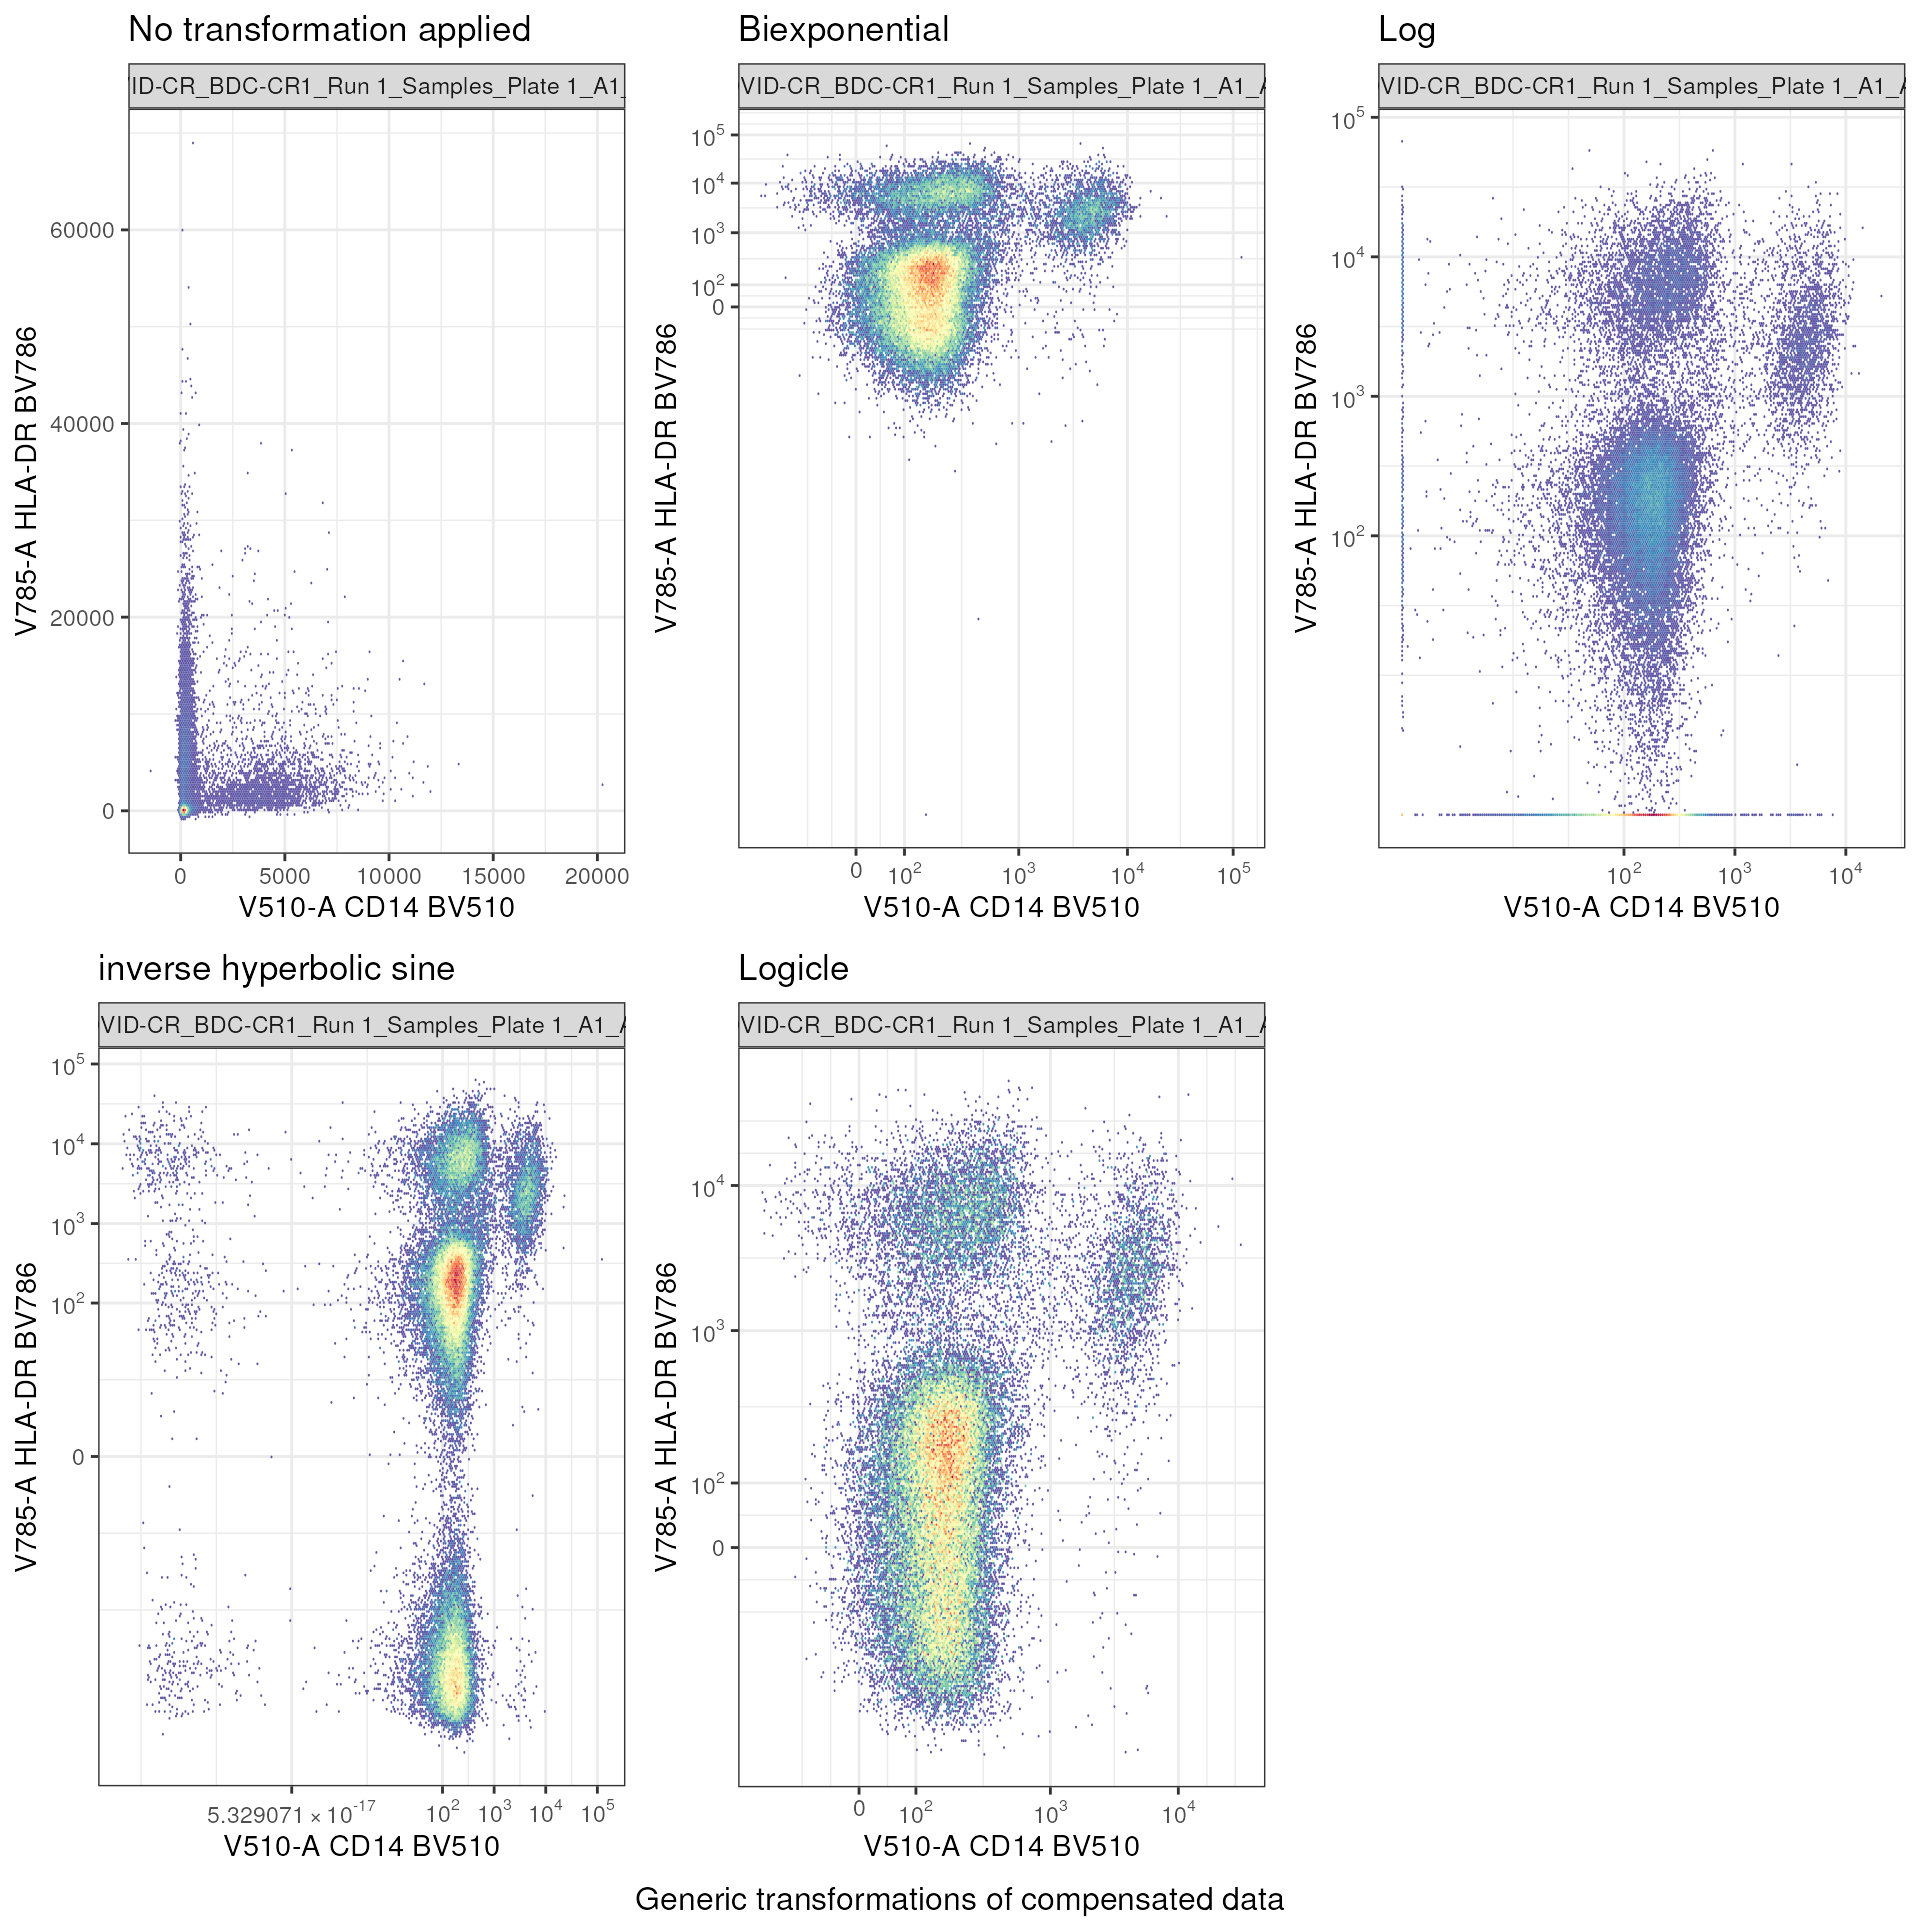 No transformation applied
VID-CR_BDC-CR1_Run 1_Samples_Plate 1_A1_
60000
40000
20000
0
V785-A HLA-DR BV786
0 5000 10000 15000 20000
V510-A CD14 BV510
Biexponential
VID-CR_BDC-CR1_Run 1_Samples_Plate 1_A1_A
10⁵
10⁴
10³
10²
0
V785-A HLA-DR BV786
0 10² 10³ 10⁴ 10⁵
V510-A CD14 BV510
Log
VID-CR_BDC-CR1_Run 1_Samples_Plate 1_A1_A
10⁵
10⁴
10³
10²
V785-A HLA-DR BV786
10² 10³ 10⁴
V510-A CD14 BV510
inverse hyperbolic sine
VID-CR_BDC-CR1_Run 1_Samples_Plate 1_A1_A
10⁵
10⁴
10³
10²
0
V785-A HLA-DR BV786
5.329071 × 10⁻¹⁷ 10² 10³ 10⁴ 10⁵
V510-A CD14 BV510
Logicle
VID-CR_BDC-CR1_Run 1_Samples_Plate 1_A1_A
10⁴
10³
10²
0
V785-A HLA-DR BV786
0 10² 10³ 10⁴
V510-A CD14 BV510
Generic transformations of compensated data